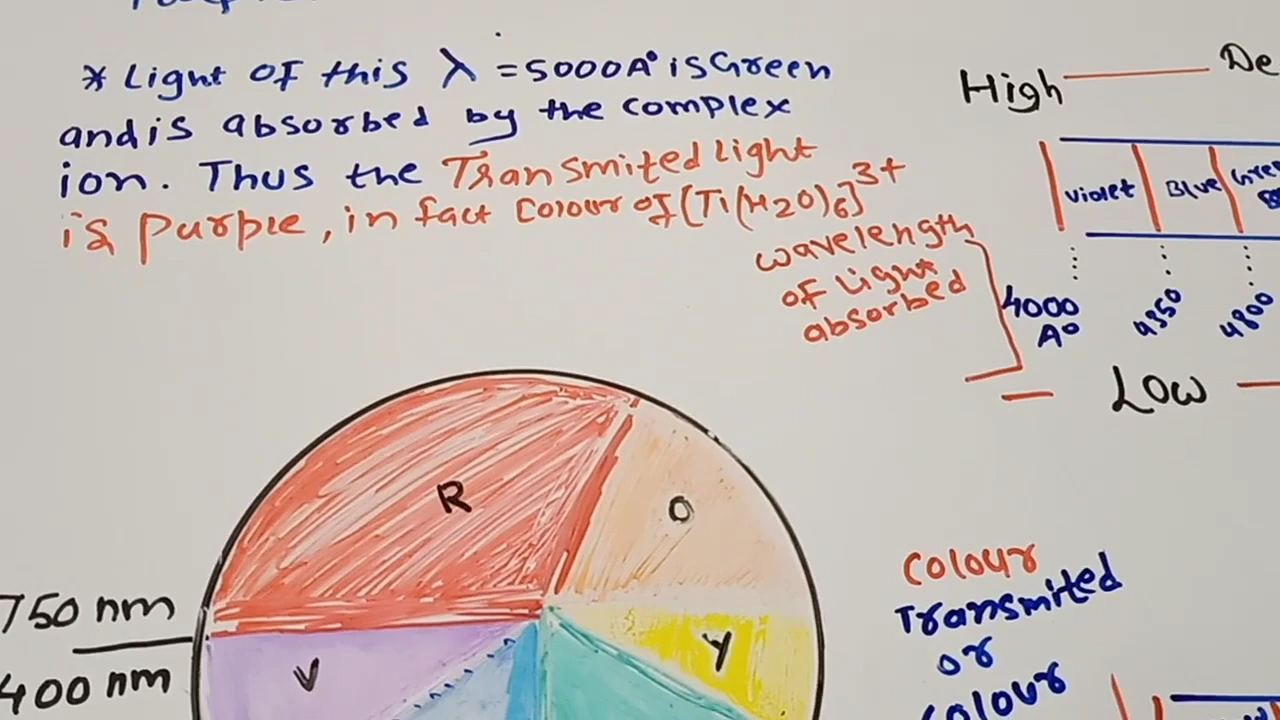 * Light of this λ = 5000A° is Green
and is absorbed by the complex
ion. Thus the Transmited light
is purple, in fact colour of [Ti(H2O)6]3+
wavelength
of light
absorbed
High
De
violet
Blue
4000
A°
4350
4800
Low
R
O
Y
V
750 nm
400 nm
Colour
Transmited
or
colour